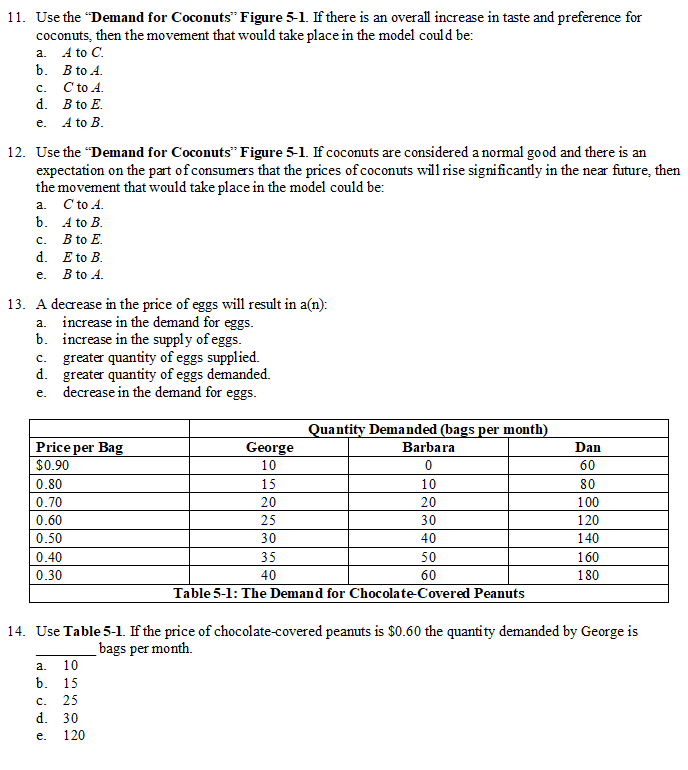 11. Use the “Demand for Coconuts” Figure 5-1. If there is an overall increase in taste and preference for
coconuts, then the movement that would take place in the model could be:
a. A to C.
b. B to A.
c. C to A.
d. B to E.
e. A to B.
12. Use the “Demand for Coconuts” Figure 5-1. If coconuts are considered a normal good and there is an
expectation on the part of consumers that the prices of coconuts will rise significantly in the near future, then
the movement that would take place in the model could be:
a. C to A.
b. A to B.
c. B to E.
d. E to B.
e. B to A.
13. A decrease in the price of eggs will result in a(n):
a. increase in the demand for eggs.
b. increase in the supply of eggs.
c. greater quantity of eggs supplied.
d. greater quantity of eggs demanded.
e. decrease in the demand for eggs.
Quantity Demanded (bags per month)
Price per Bag George Barbara Dan
$0.90 10 0 60
0.80 15 10 80
0.70 20 20 100
0.60 25 30 120
0.50 30 40 140
0.40 35 50 160
0.30 40 60 180
Table 5-1: The Demand for Chocolate-Covered Peanuts
14. Use Table 5-1. If the price of chocolate-covered peanuts is $0.60 the quantity demanded by George is
________ bags per month.
a. 10
b. 15
c. 25
d. 30
e. 120